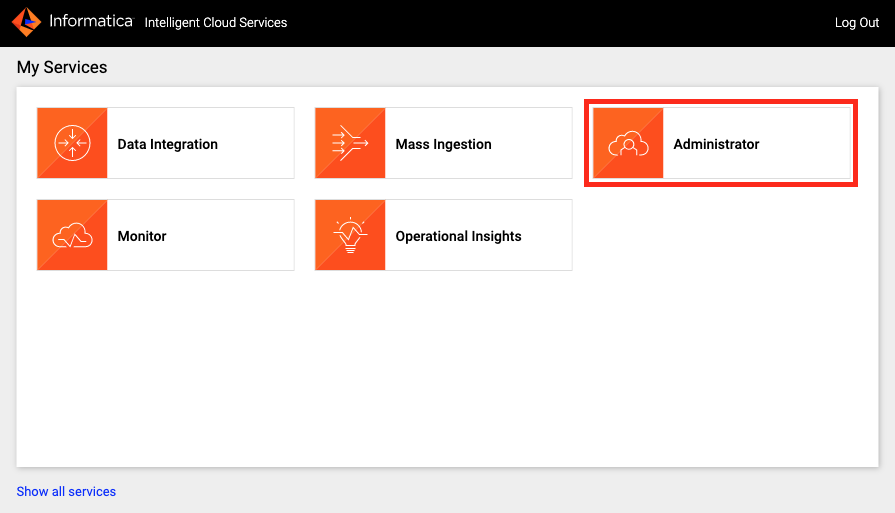 Informatica Intelligent Cloud Services Log Out
My Services
Data Integration
Mass Ingestion
Administrator
Monitor
Operational Insights
Show all services